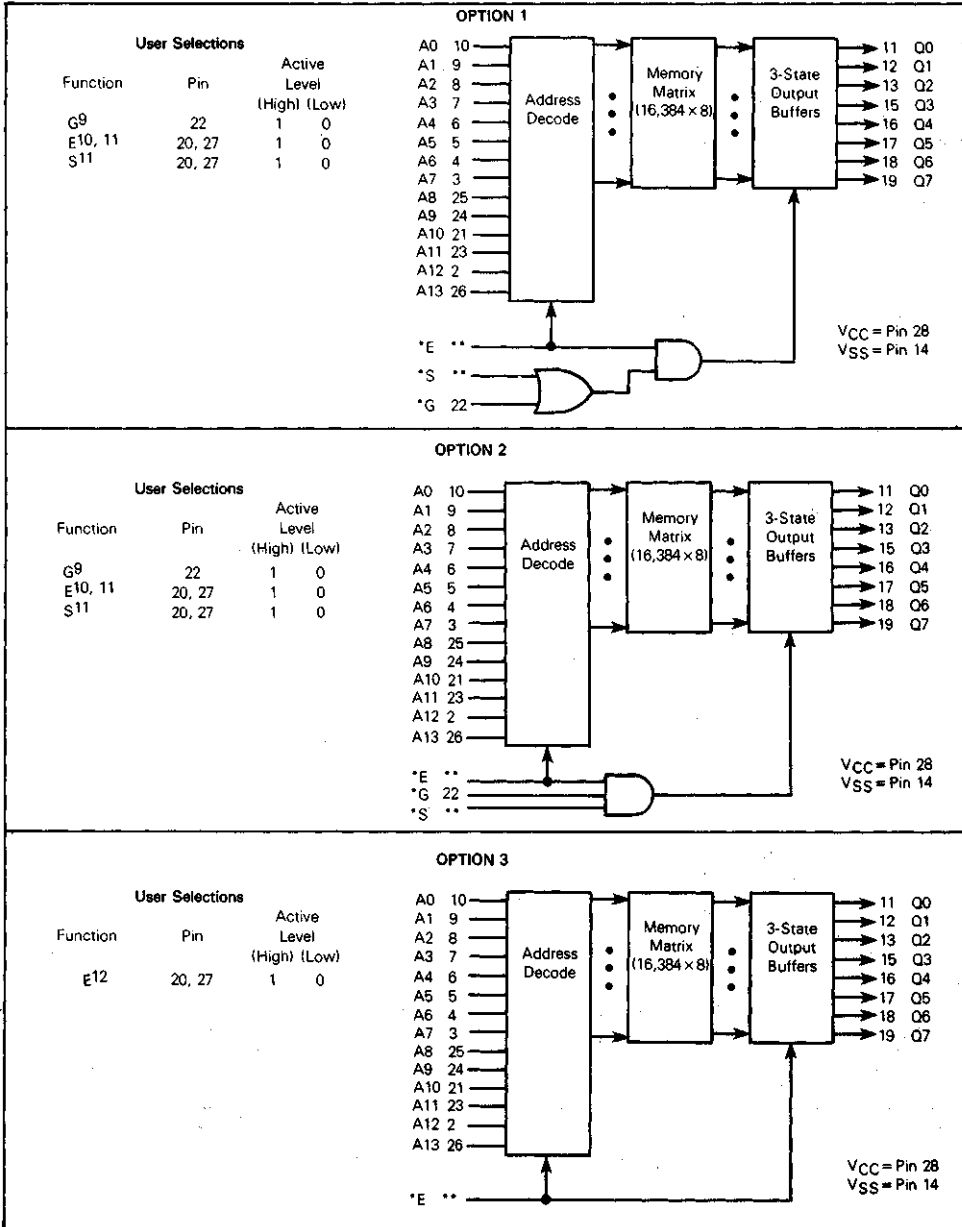 OPTION 1
User Selections
Function Pin Active Level (High) (Low)
G9 22 1 0
E10, 11 20, 27 1 0
S11 20, 27 1 0
A0 10
A1 9
A2 8
A3 7
A4 6
A5 5
A6 4
A7 3
A8 25
A9 24
A10 21
A11 23
A12 2
A13 26
Address
Decode
Memory
Matrix
(16,384 × 8)
3-State
Output
Buffers
11 Q0
12 Q1
13 Q2
15 Q3
16 Q4
17 Q5
18 Q6
19 Q7
*E **
*S **
*G 22
VCC = Pin 28
VSS = Pin 14
OPTION 2
User Selections
Function Pin Active Level (High) (Low)
G9 22 1 0
E10, 11 20, 27 1 0
S11 20, 27 1 0
A0 10
A1 9
A2 8
A3 7
A4 6
A5 5
A6 4
A7 3
A8 25
A9 24
A10 21
A11 23
A12 2
A13 26
Address
Decode
Memory
Matrix
(16,384 × 8)
3-State
Output
Buffers
11 Q0
12 Q1
13 Q2
15 Q3
16 Q4
17 Q5
18 Q6
19 Q7
*E **
*G 22
*S **
VCC = Pin 28
VSS = Pin 14
OPTION 3
User Selections
Function Pin Active Level (High) (Low)
E12 20, 27 1 0
A0 10
A1 9
A2 8
A3 7
A4 6
A5 5
A6 4
A7 3
A8 25
A9 24
A10 21
A11 23
A12 2
A13 26
Address
Decode
Memory
Matrix
(16,384 × 8)
3-State
Output
Buffers
11 Q0
12 Q1
13 Q2
15 Q3
16 Q4
17 Q5
18 Q6
19 Q7
*E **
VCC = Pin 28
VSS = Pin 14